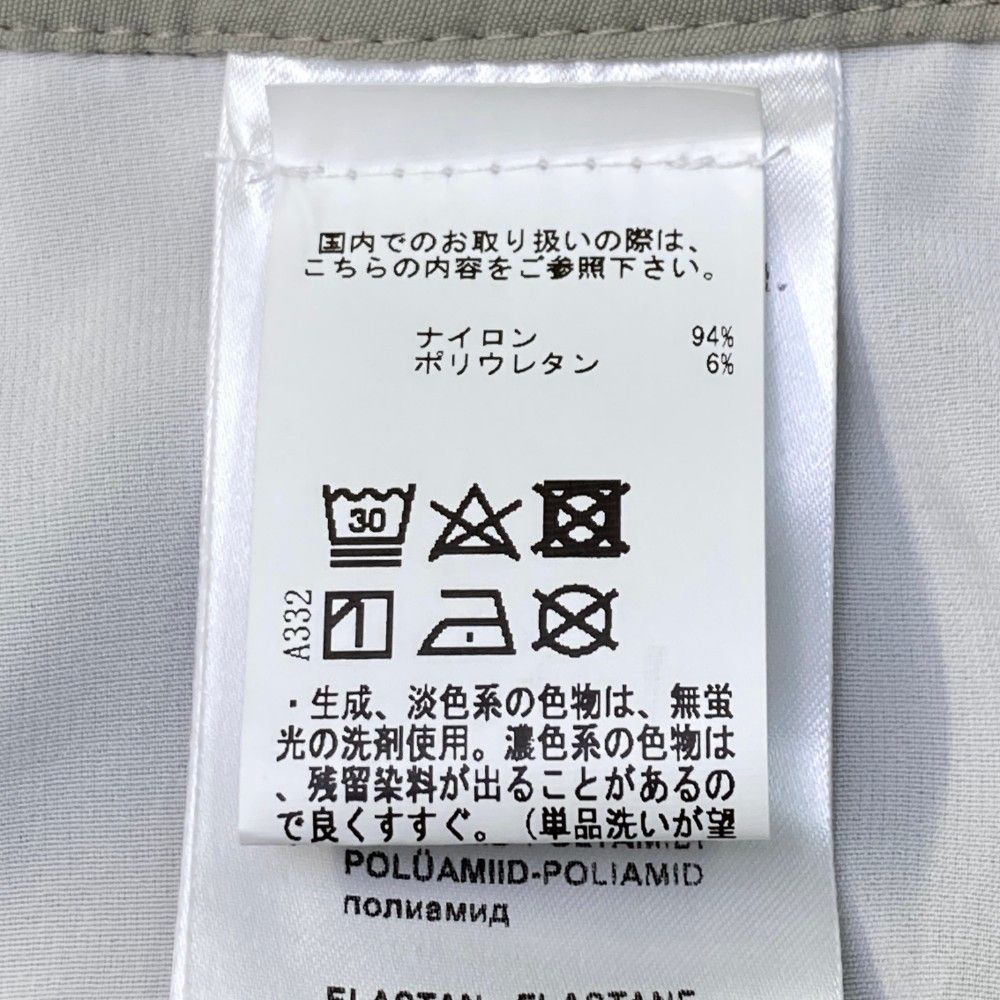 国内でのお取り扱いの際は、
こちらの内容をご参照下さい。
ナイロン 94%
ポリウレタン 6%
30
A332
・生成、淡色系の色物は、無蛍
光の洗剤使用。濃色系の色物は
、残留染料が出ることがあるの
で良くすすぐ。（単品洗いが望
POLÜAMIID-POLIAMID
полиамид
ELASTAN